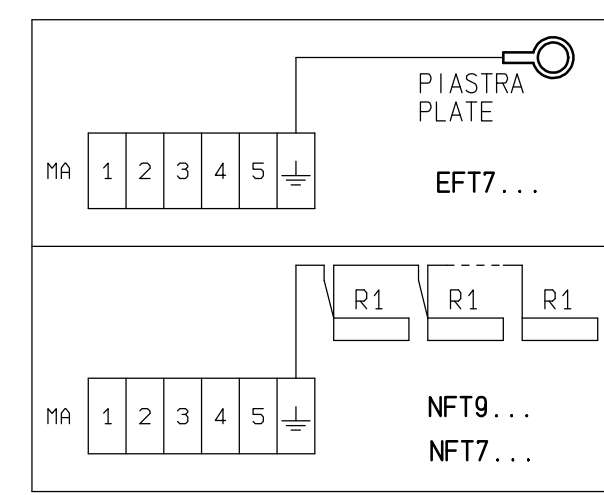 PIASTRA
PLATE
MA 1 2 3 4 5
EFT7...
R1 R1 R1
MA 1 2 3 4 5
NFT9...
NFT7...